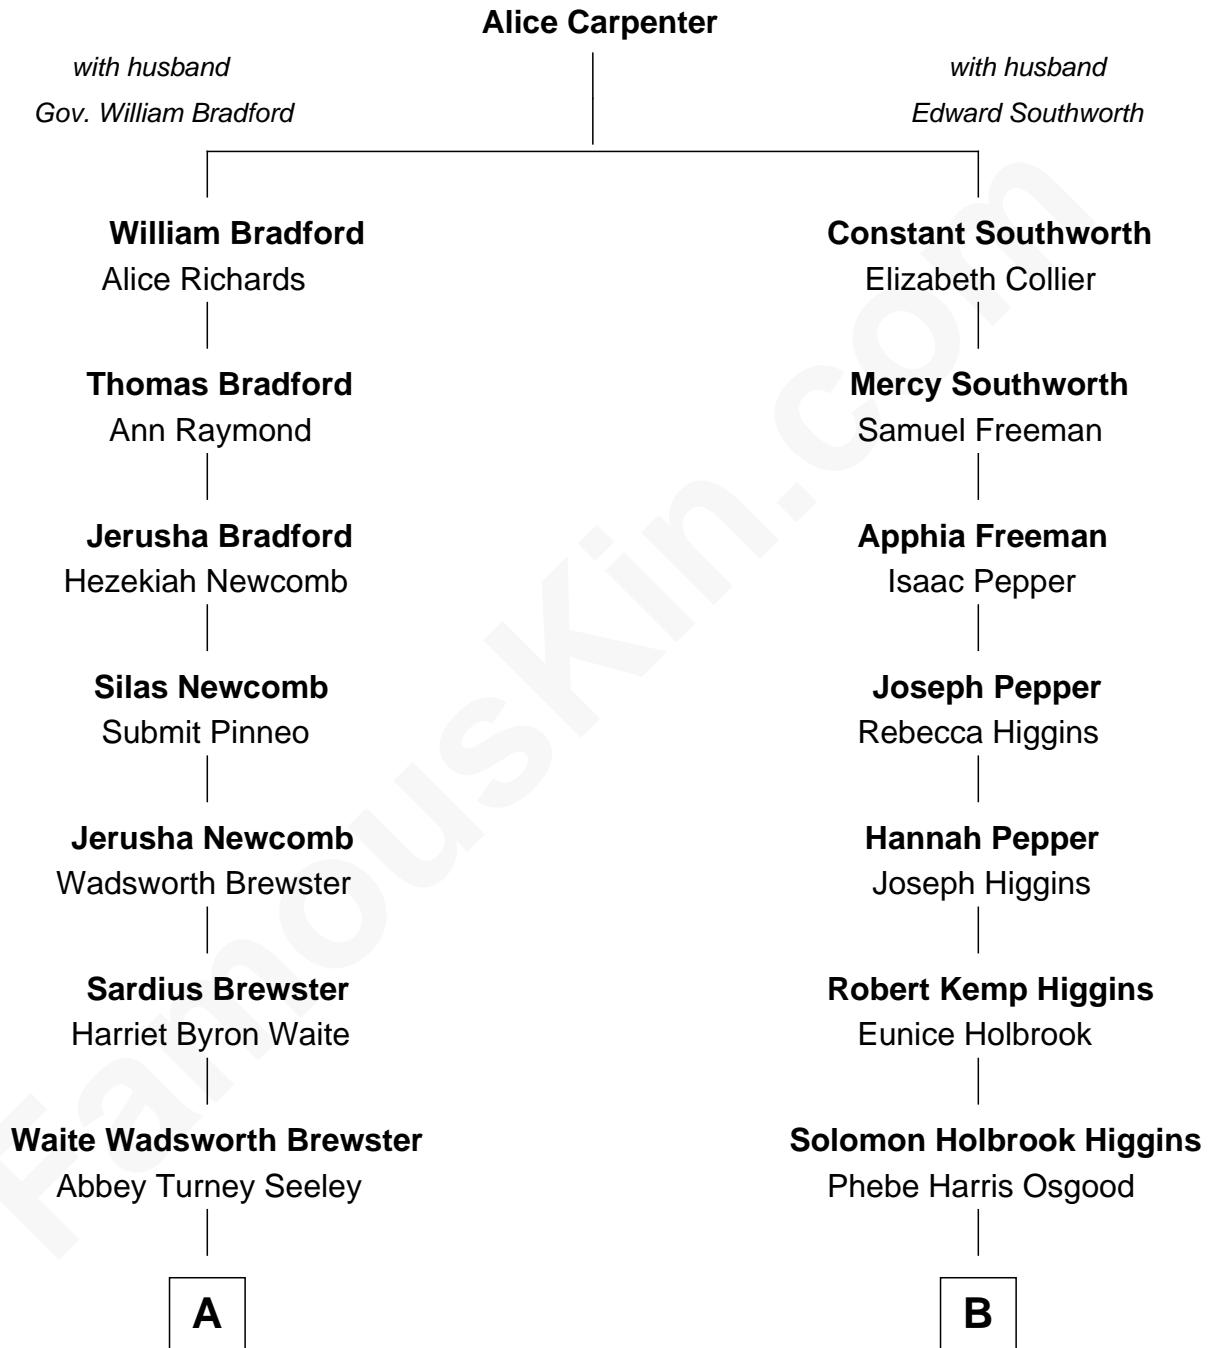 Alice Carpenter
with husband
Gov. William Bradford
with husband
Edward Southworth
William Bradford
Alice Richards
Constant Southworth
Elizabeth Collier
Thomas Bradford
Ann Raymond
Mercy Southworth
Samuel Freeman
Jerusha Bradford
Hezekiah Newcomb
Apphia Freeman
Isaac Pepper
Silas Newcomb
Submit Pinneo
Joseph Pepper
Rebecca Higgins
Jerusha Newcomb
Wadsworth Brewster
Hannah Pepper
Joseph Higgins
Sardius Brewster
Harriet Byron Waite
Robert Kemp Higgins
Eunice Holbrook
Waite Wadsworth Brewster
Abbey Turney Seeley
Solomon Holbrook Higgins
Phebe Harris Osgood
A
B
FamousKin.com